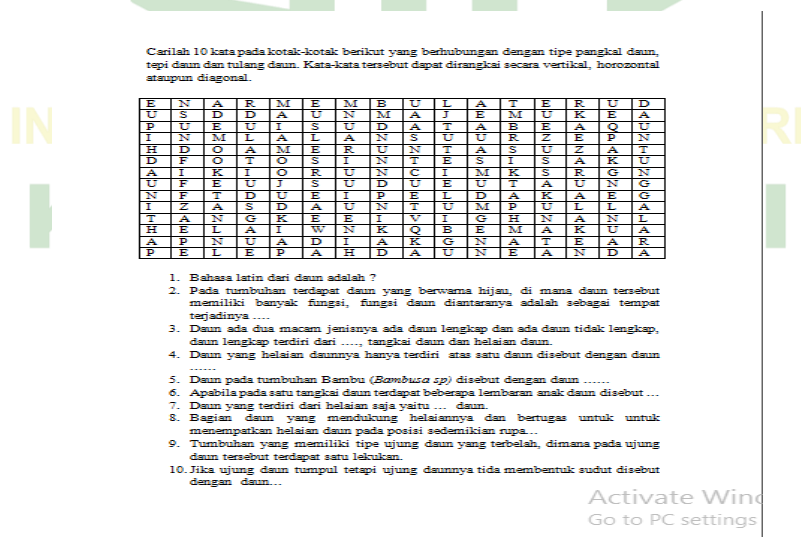 Carilah 10 kata pada kotak-kotak berikut yang berhubungan dengan tipe pangkal daun,
tepi daun dan tulang daun. Kata-kata tersebut dapat dirangkai secara vertikal, horozontal
ataupun diagonal.
IN
RI
E N A R M E M B U L A T E R U D
U S D D A U N M A J E M U K E A
P U E U I S U D A T A B E A Q U
I N M L A L A N S U U R Z E P N
H D O A M E R U N T A S U Z A T
D F O T O S I N T E S I S A K U
A I K I O R U N C I M K S R G N
U F E U J S U D U E U T A U N G
N F T D U E I P E L D A K A E G
I Z A S D A U N T U M P U L L A
T A N G K E E I V I G H N A N L
H E L A I W N K Q B E M A K U A
A P N U A D I A K G N A T E A R
P E L E P A H D A U N E A N D A
1. Bahasa latin dari daun adalah ?
2. Pada tumbuhan terdapat daun yang berwarna hijau, di mana daun tersebut
memiliki banyak fungsi, fungsi daun diantaranya adalah sebagai tempat
terjadinya ....
3. Daun ada dua macam jenisnya ada daun lengkap dan ada daun tidak lengkap,
daun lengkap terdiri dari ...., tangkai daun dan helaian daun.
4. Daun yang helaian daunnya hanya terdiri atas satu daun disebut dengan daun
......
5. Daun pada tumbuhan Bambu (Bambusa sp) disebut dengan daun ......
6. Apabila pada satu tangkai daun terdapat beberapa lembaran anak daun disebut ...
7. Daun yang terdiri dari helaian saja yaitu ... daun.
8. Bagian daun yang mendukung helaiannya dan bertugas untuk untuk
menempatkan helaian daun pada posisi sedemikian rupa...
9. Tumbuhan yang memiliki tipe ujung daun yang terbelah, dimana pada ujung
daun tersebut terdapat satu lekukan.
10. Jika ujung daun tumpul tetapi ujung daunnya tida membentuk sudut disebut
dengan daun...
Activate Wind
Go to PC settings